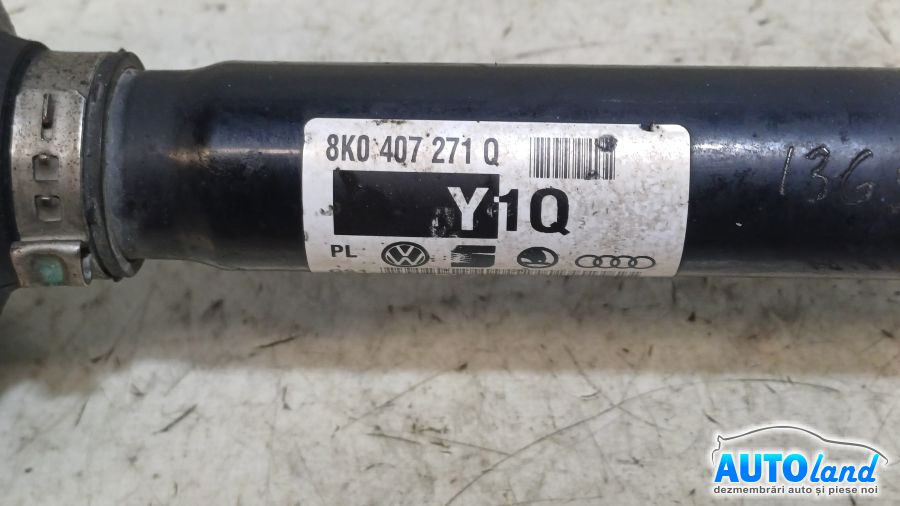 8K0 407 271 Q
Y1Q
PL
136
AUTOland
dezmembrări auto și piese noi